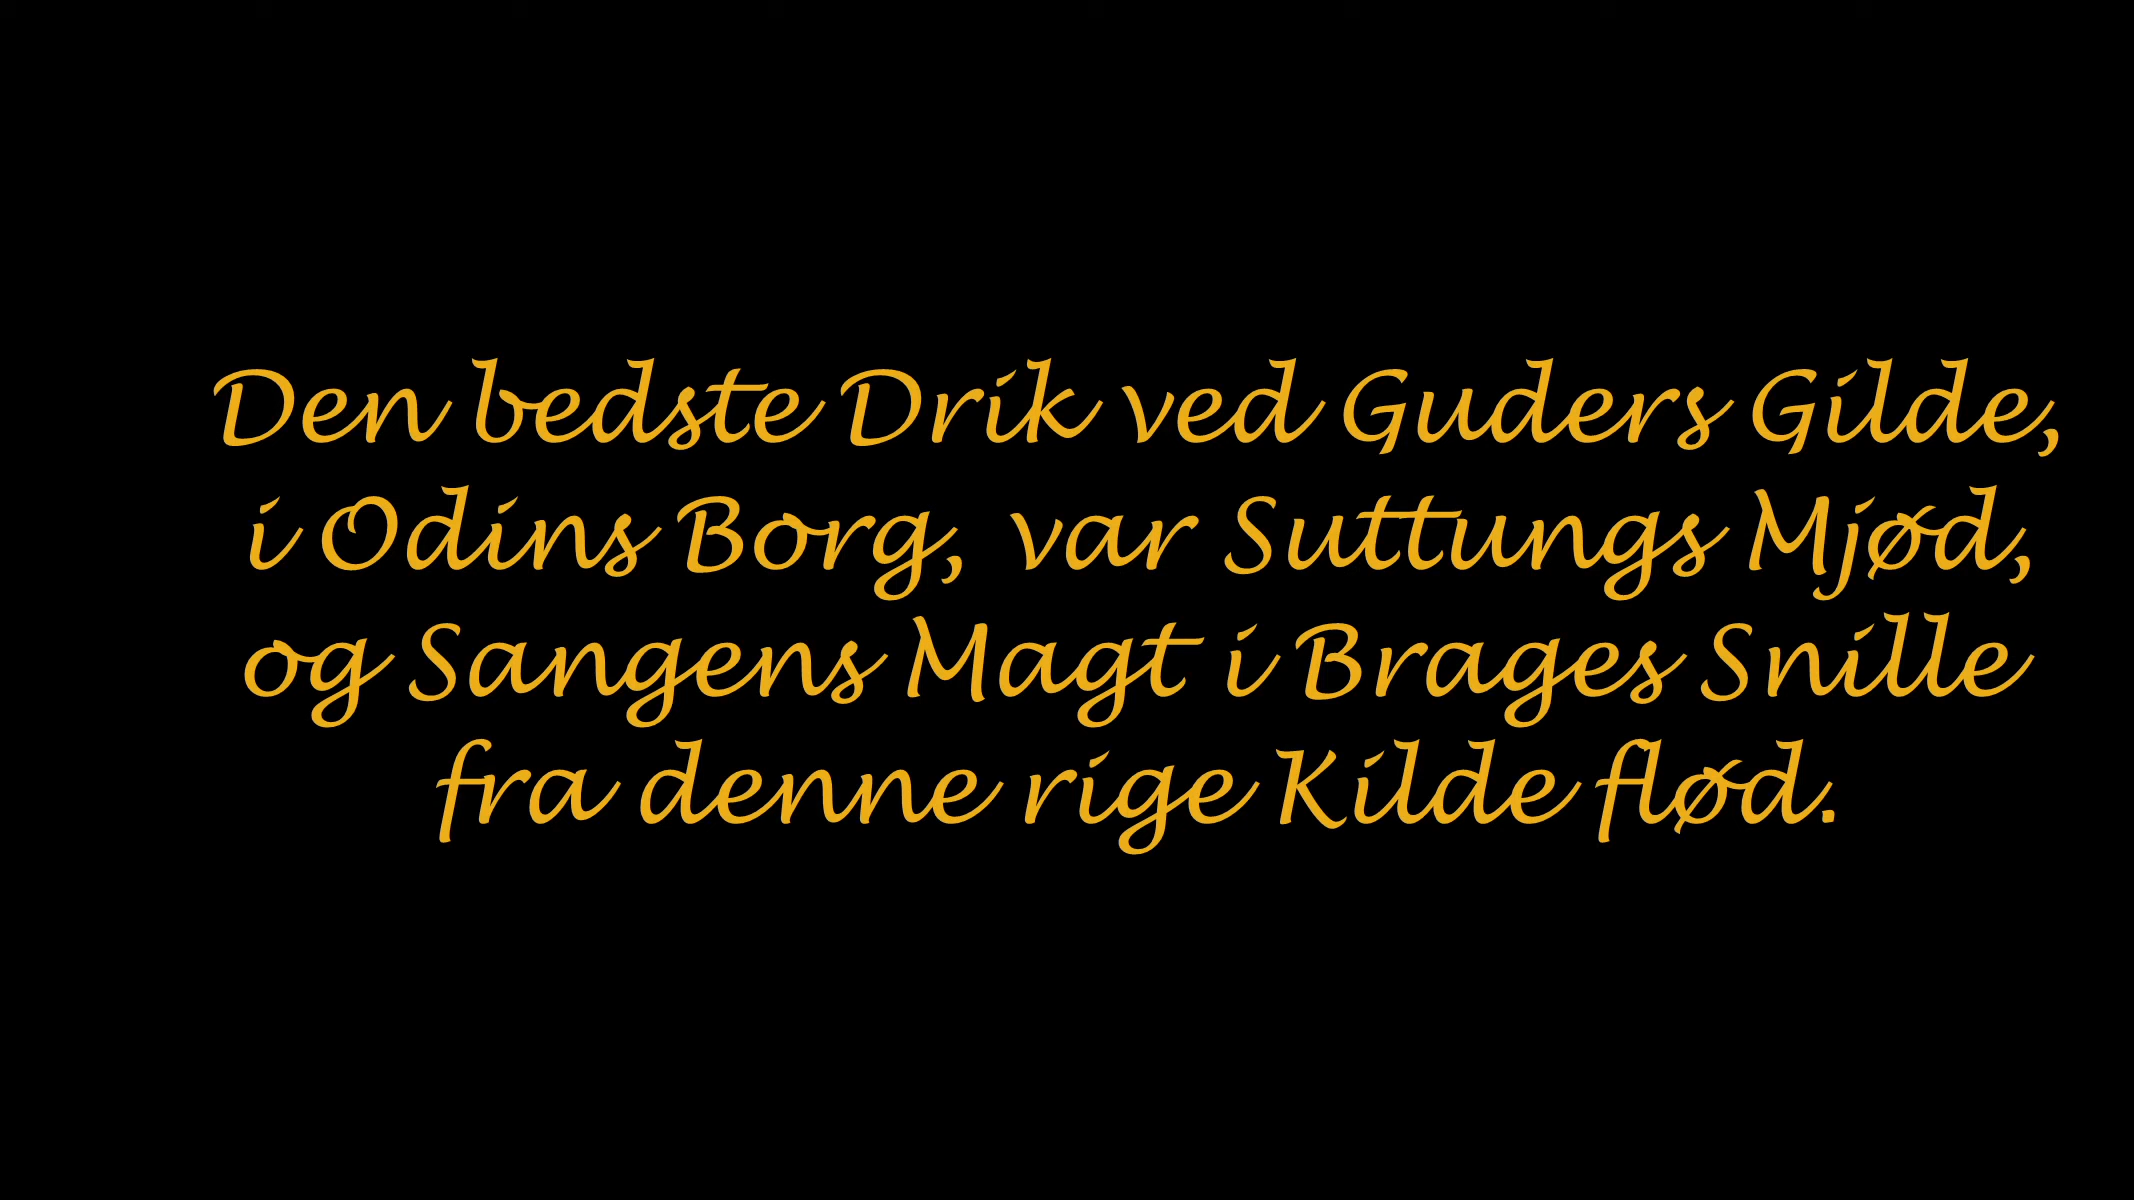 Den bedste Drik ved Guders Gilde,
i Odins Borg, var Suttungs Mjød,
og Sangens Magt i Brages Snille
fra denne rige Kilde flød.